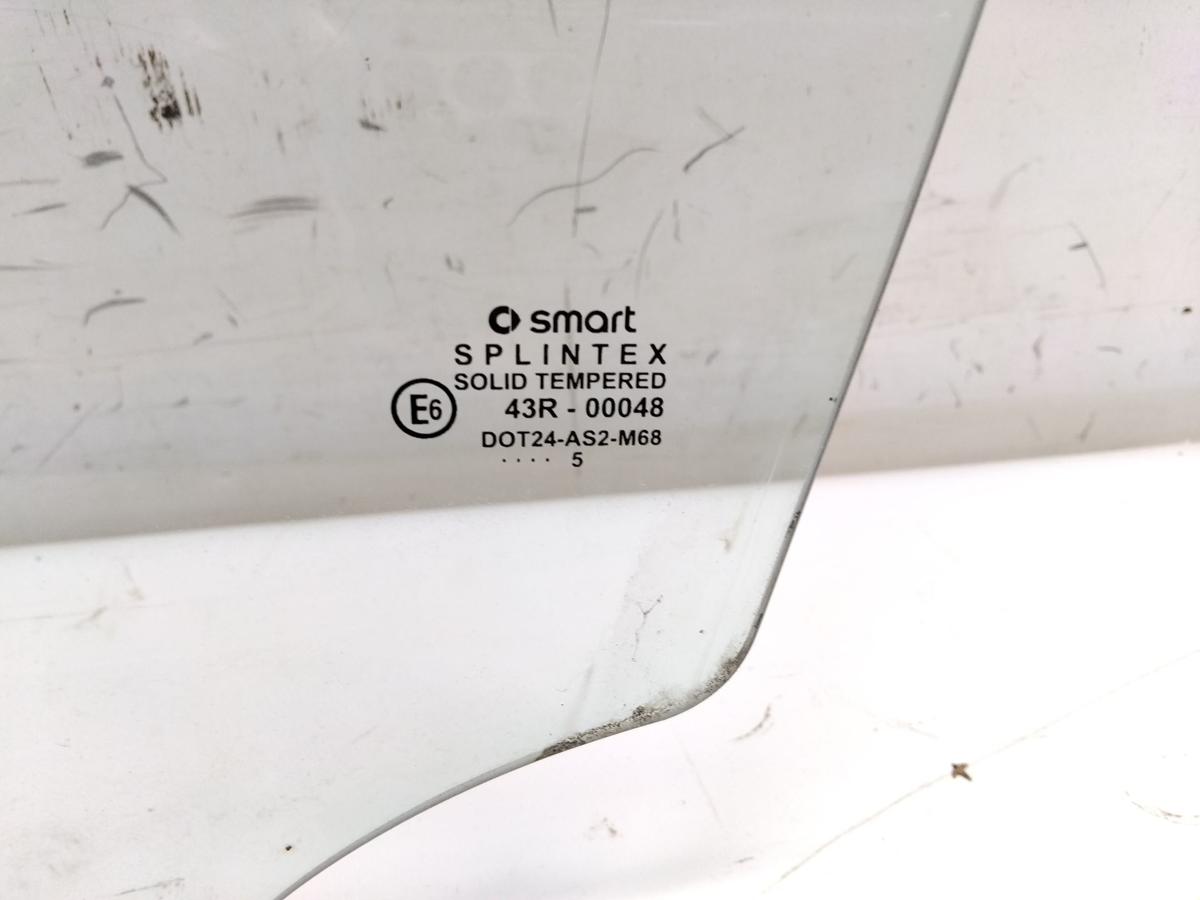 smart
SPLINTEX
SOLID TEMPERED
E6 43R - 00048
DOT24-AS2-M68
.... 5